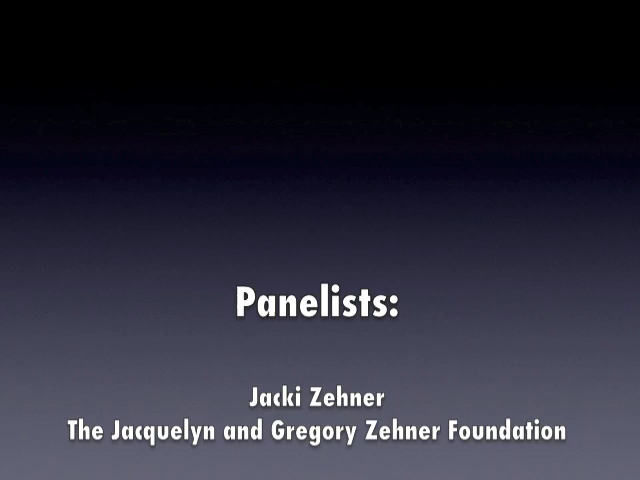 Panelists:
Jacki Zehner
The Jacquelyn and Gregory Zehner Foundation